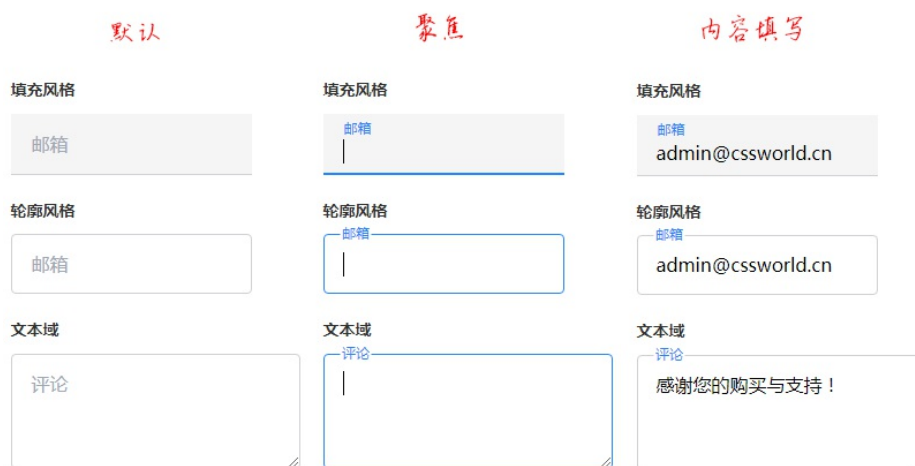 默认 聚焦 内容填写
填充风格 填充风格 填充风格
邮箱 邮箱 邮箱
admin@cssworld.cn
轮廓风格 轮廓风格 轮廓风格
邮箱 邮箱 邮箱
admin@cssworld.cn
文本域 文本域 文本域
评论 评论 评论
感谢您的购买与支持！